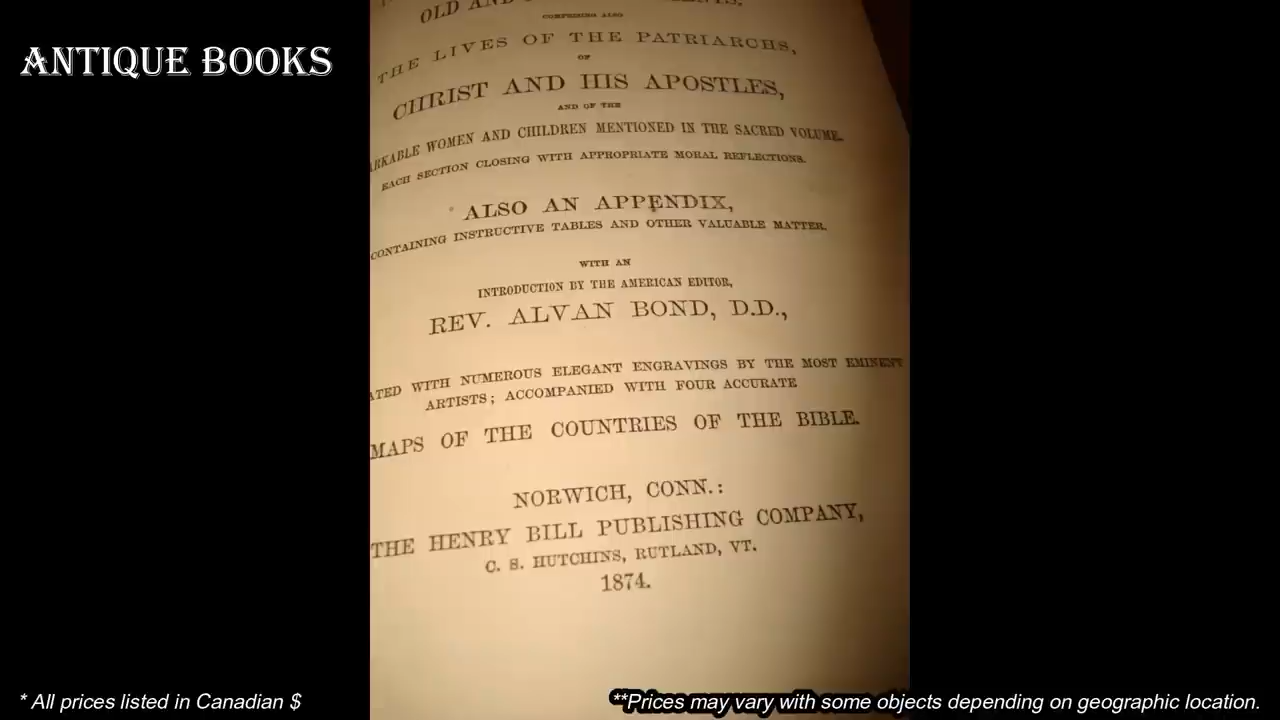 ANTIQUE BOOKS
OLD AND
COMPRISING ALSO
THE LIVES OF THE PATRIARCHS,
OF
CHRIST AND HIS APOSTLES,
AND OF THE
ARKABLE WOMEN AND CHILDREN MENTIONED IN THE SACRED VOLUME.
EACH SECTION CLOSING WITH APPROPRIATE MORAL REFLECTIONS.
ALSO AN APPENDIX,
CONTAINING INSTRUCTIVE TABLES AND OTHER VALUABLE MATTER.
WITH AN
INTRODUCTION BY THE AMERICAN EDITOR,
REV. ALVAN BOND, D.D.,
ATED WITH NUMEROUS ELEGANT ENGRAVINGS BY THE MOST EMINENT
ARTISTS; ACCOMPANIED WITH FOUR ACCURATE
MAPS OF THE COUNTRIES OF THE BIBLE.
NORWICH, CONN.:
THE HENRY BILL PUBLISHING COMPANY,
C. S. HUTCHINS, RUTLAND, VT.
1874.
* All prices listed in Canadian $
**Prices may vary with some objects depending on geographic location.